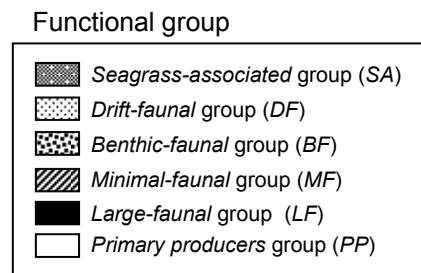 Functional group
Seagrass-associated group (SA)
Drift-faunal group (DF)
Benthic-faunal group (BF)
Minimal-faunal group (MF)
Large-faunal group (LF)
Primary producers group (PP)